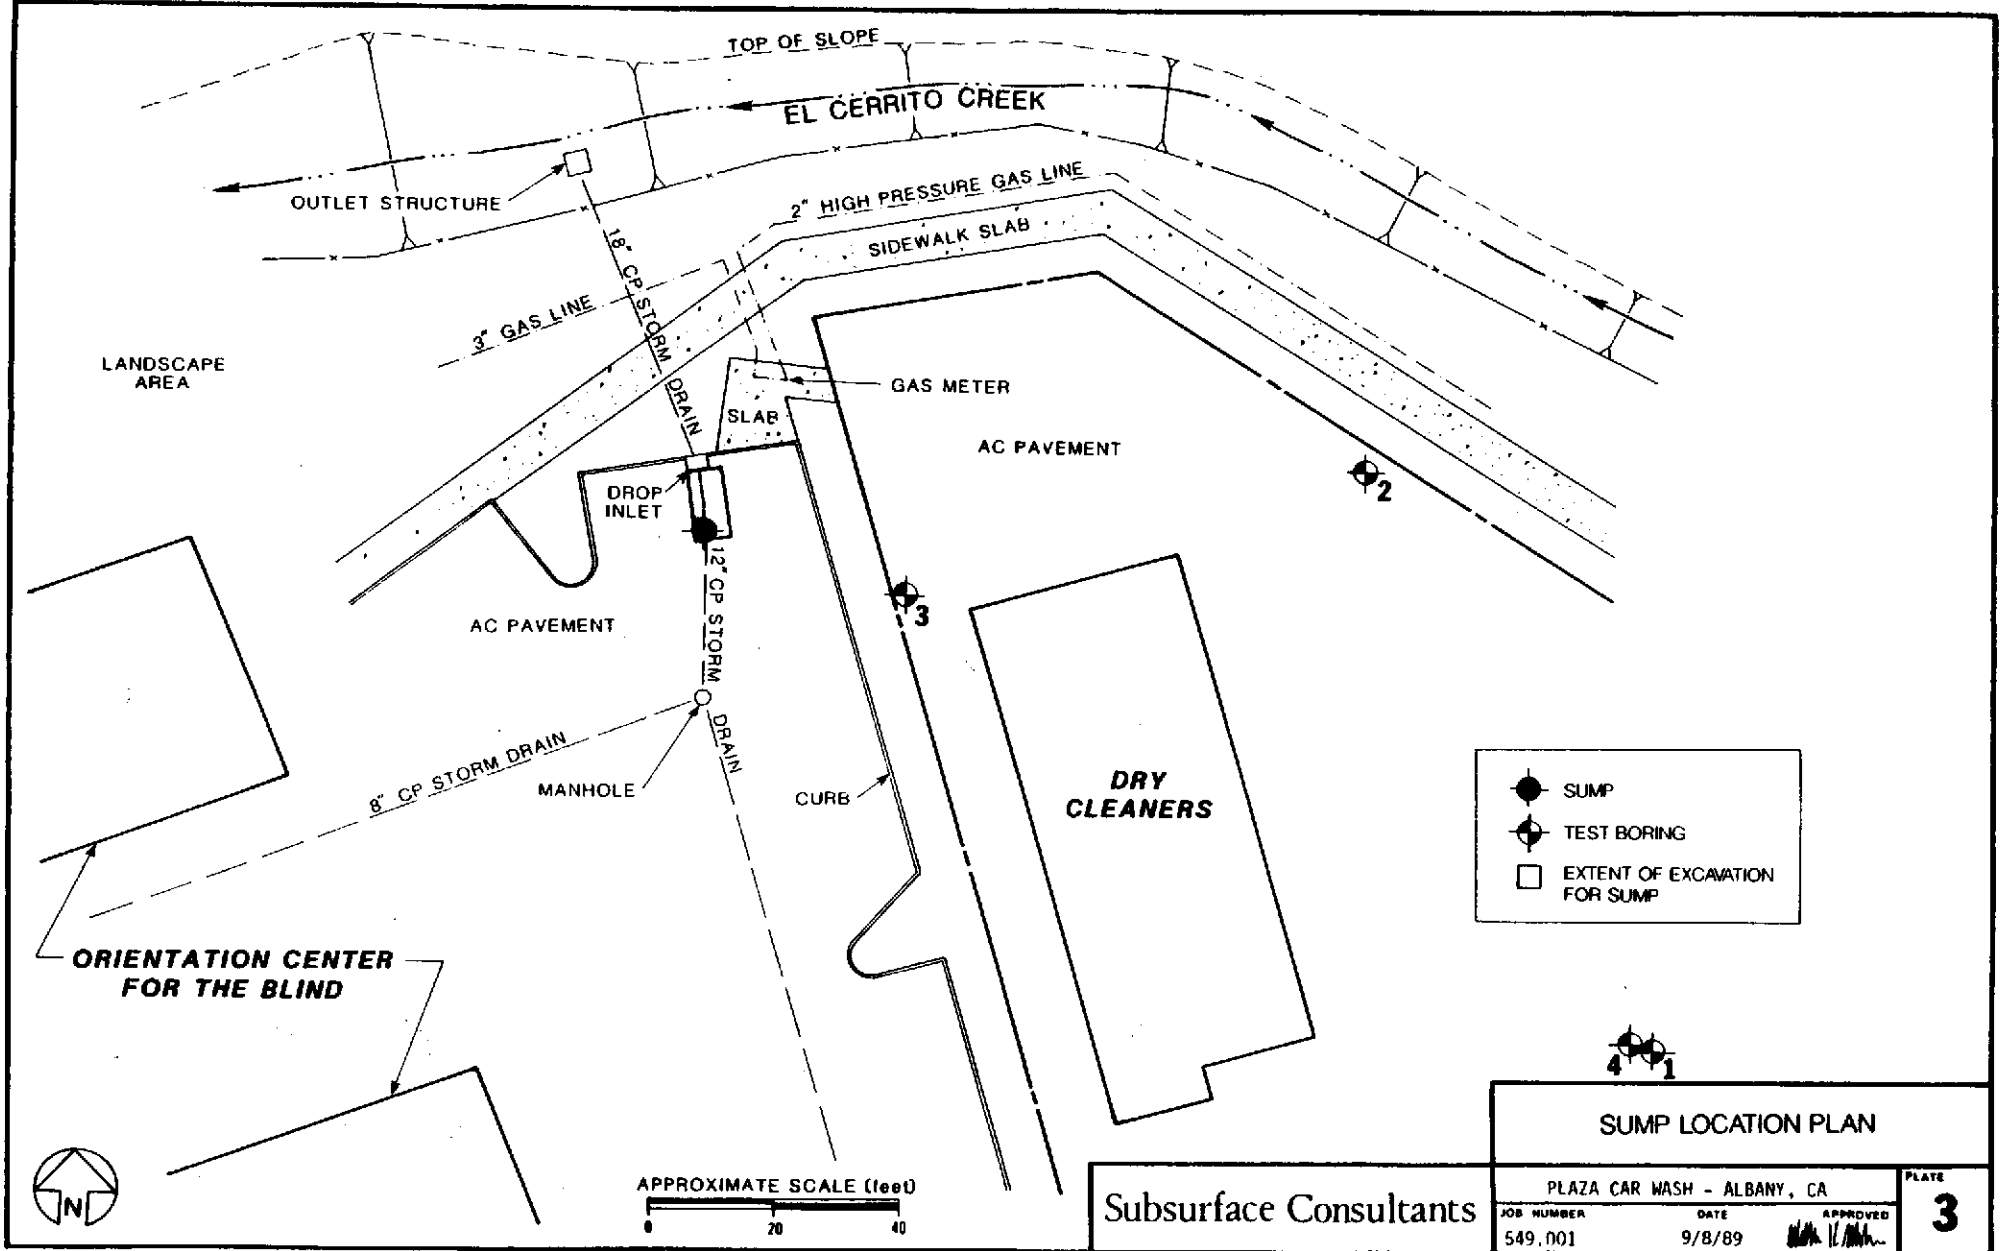 TOP OF SLOPE
EL CERRITO CREEK
OUTLET STRUCTURE
2" HIGH PRESSURE GAS LINE
SIDEWALK SLAB
18" CP STORM DRAIN
3" GAS LINE
LANDSCAPE
AREA
GAS METER
SLAB
AC PAVEMENT
DROP
INLET
2
12" CP STORM DRAIN
3
AC PAVEMENT
8" CP STORM DRAIN
MANHOLE
CURB
DRY
CLEANERS
SUMP
TEST BORING
EXTENT OF EXCAVATION
FOR SUMP
ORIENTATION CENTER
FOR THE BLIND
4
1
N
APPROXIMATE SCALE (feet)
0 20 40
SUMP LOCATION PLAN
Subsurface Consultants
PLAZA CAR WASH - ALBANY, CA
JOB NUMBER
549,001
DATE
9/8/89
APPROVED
PLATE
3